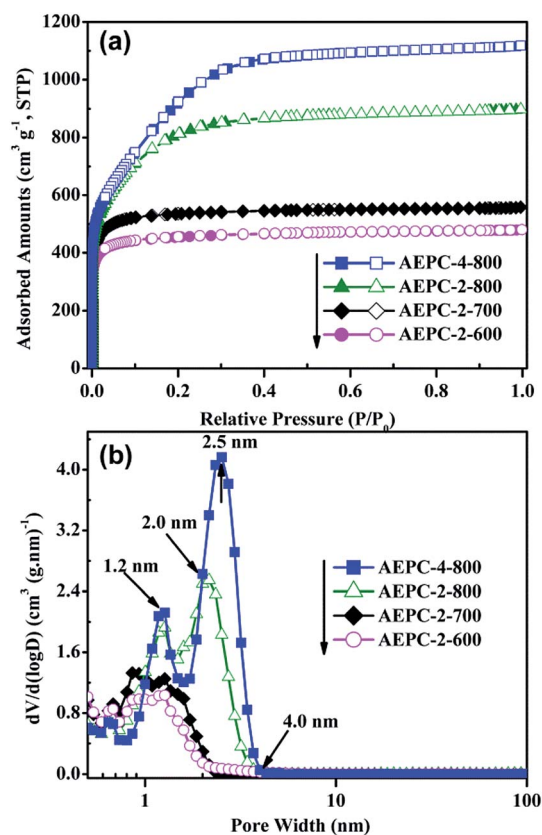 (a)
1200
1000
800
600
400
200
0
Adsorbed Amounts (cm³ g⁻¹, STP)
AEPC-4-800
AEPC-2-800
AEPC-2-700
AEPC-2-600
0.0 0.2 0.4 0.6 0.8 1.0
Relative Pressure (P/P₀)
(b)
2.5 nm
4.0
3.2
2.4
1.6
0.8
0.0
dV/d(logD) (cm³ (g.nm)⁻¹
2.0 nm
1.2 nm
AEPC-4-800
AEPC-2-800
AEPC-2-700
AEPC-2-600
4.0 nm
1 10 100
Pore Width (nm)